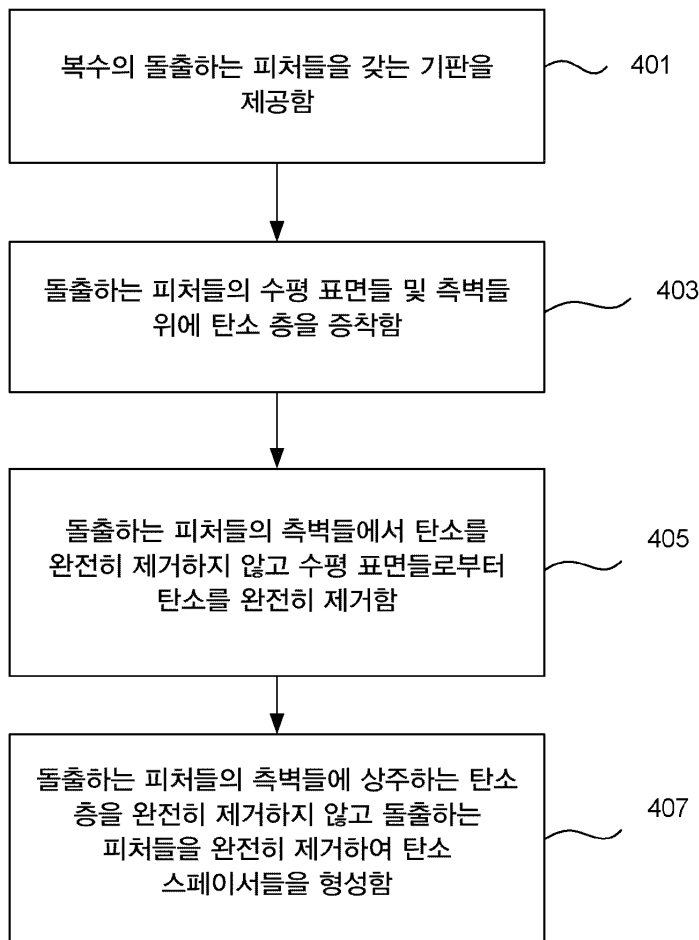 복수의 돌출하는 피처들을 갖는 기판을
제공함
401
돌출하는 피처들의 수평 표면들 및 측벽들
위에 탄소 층을 증착함
403
돌출하는 피처들의 측벽들에서 탄소를
완전히 제거하지 않고 수평 표면들로부터
탄소를 완전히 제거함
405
돌출하는 피처들의 측벽들에 상주하는 탄소
층을 완전히 제거하지 않고 돌출하는
피처들을 완전히 제거하여 탄소
스페이서들을 형성함
407